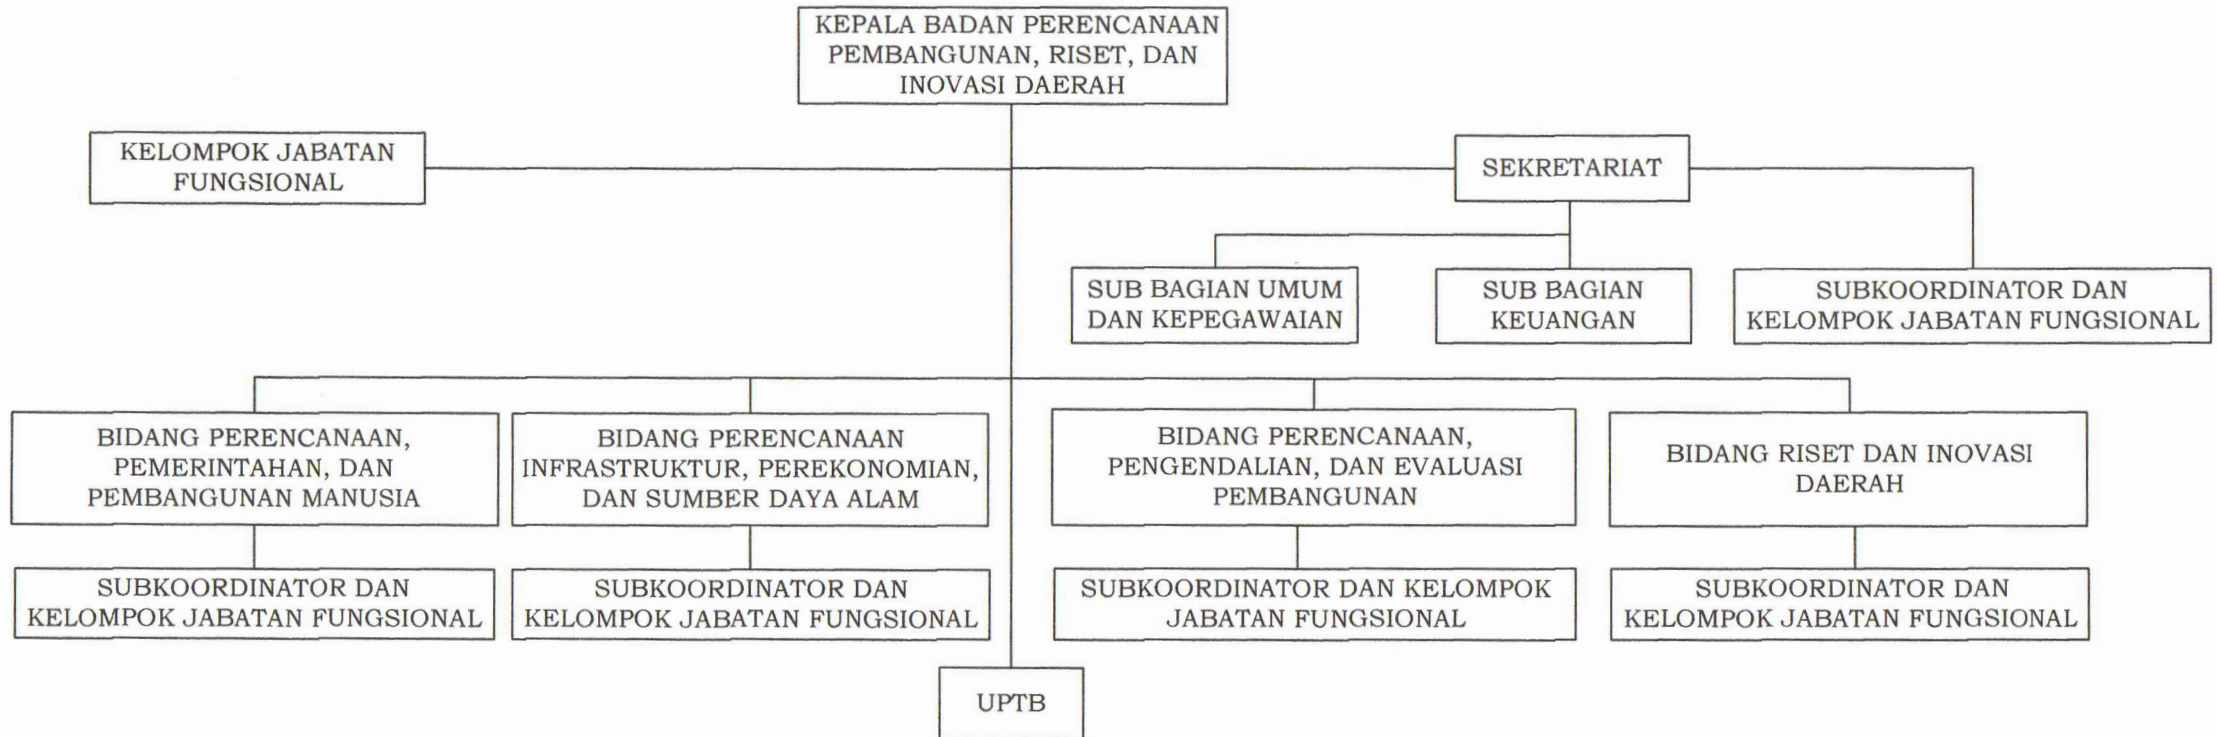 KEPALA BADAN PERENCANAAN
PEMBANGUNAN, RISET, DAN
INOVASI DAERAH
KELOMPOK JABATAN
FUNGSIONAL
SEKRETARIAT
SUB BAGIAN UMUM
DAN KEPEGAWAIAN
SUB BAGIAN
KEUANGAN
SUBKOORDINATOR DAN
KELOMPOK JABATAN FUNGSIONAL
BIDANG PERENCANAAN,
PEMERINTAHAN, DAN
PEMBANGUNAN MANUSIA
BIDANG PERENCANAAN
INFRASTRUKTUR, PEREKONOMIAN,
DAN SUMBER DAYA ALAM
BIDANG PERENCANAAN,
PENGENDALIAN, DAN EVALUASI
PEMBANGUNAN
BIDANG RISET DAN INOVASI
DAERAH
SUBKOORDINATOR DAN
KELOMPOK JABATAN FUNGSIONAL
SUBKOORDINATOR DAN
KELOMPOK JABATAN FUNGSIONAL
SUBKOORDINATOR DAN KELOMPOK
JABATAN FUNGSIONAL
SUBKOORDINATOR DAN
KELOMPOK JABATAN FUNGSIONAL
UPTB